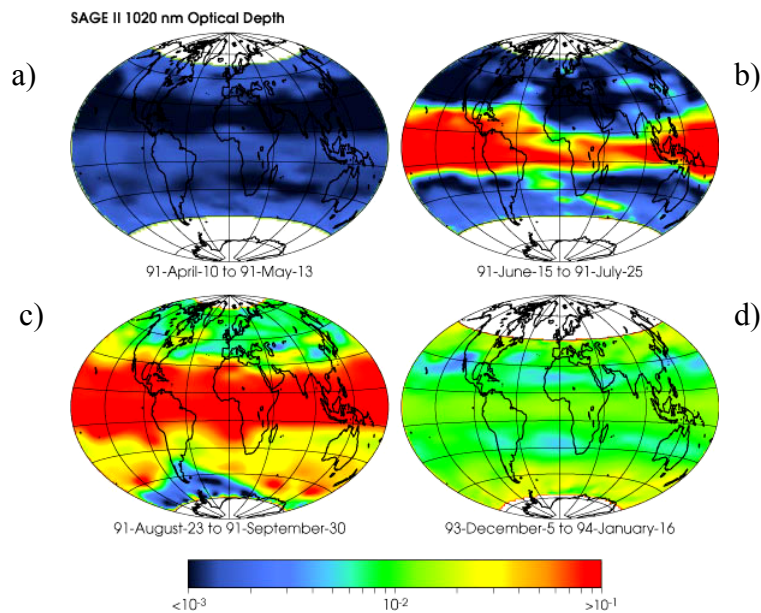 SAGE II 1020 nm Optical Depth
a)
b)
91-April-10 to 91-May-13
91-June-15 to 91-July-25
c)
d)
91-August-23 to 91-September-30
93-December-5 to 94-January-16
<10-3 10-2 >10-1